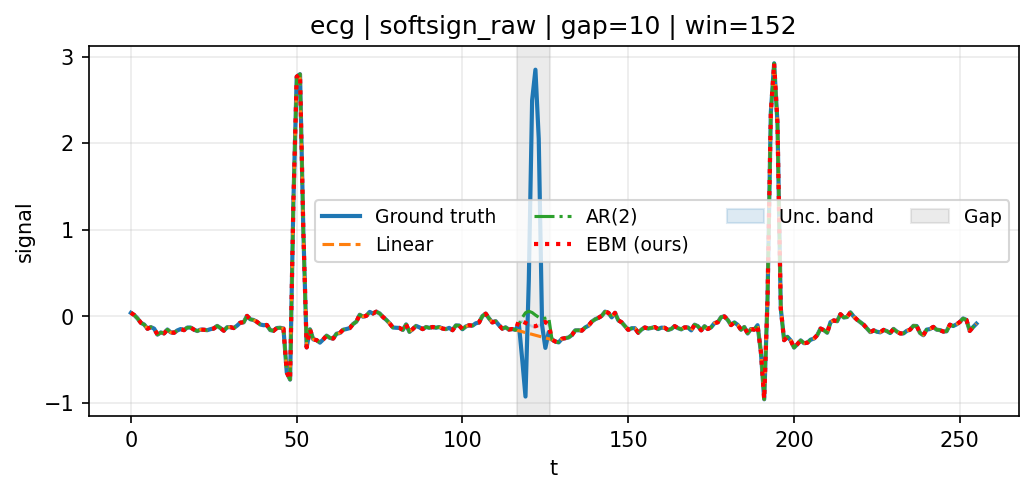 ecg | softsign_raw | gap=10 | win=152
3
2
1
0
−1
signal
Ground truth
Linear
AR(2)
EBM (ours)
Unc. band
Gap
0
50
100
150
200
250
t